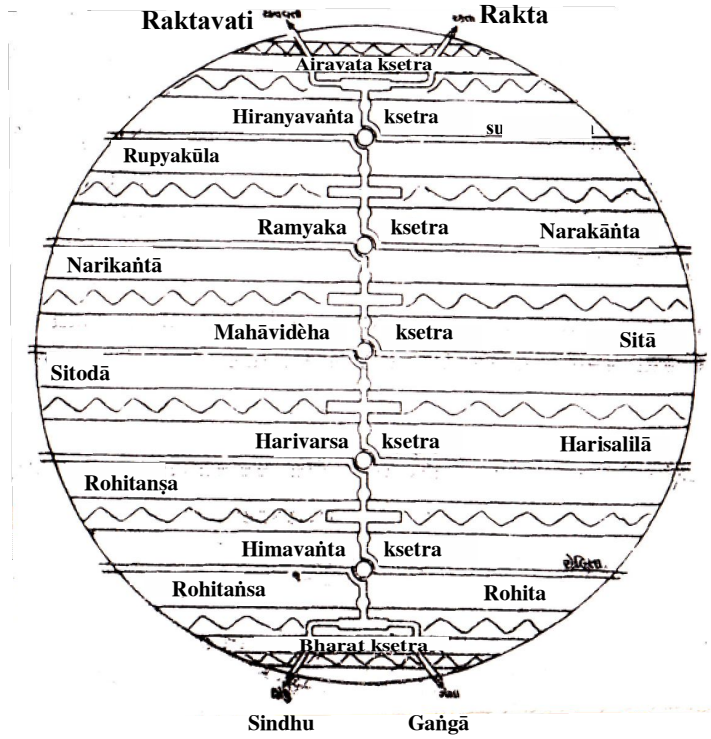 Raktavati Rakta
Airavata ksetra
Hiranyavaṅta ksetra
su
Rupyakūla
Ramyaka ksetra Narakāṅta
Narikaṅtā
Mahāvidèha ksetra Sitā
Sitodā
Harivarsa ksetra Harisalilā
Rohitanṣa
Himavaṅta ksetra
Rohitaṅsa Rohita
Bharat ksetra
Sindhu Gaṅgā